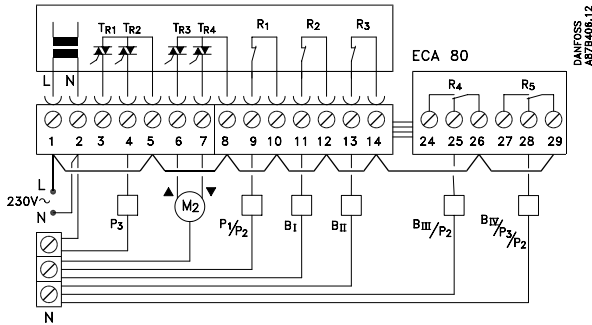 TR1 TR2 TR3 TR4 R1 R2 R3
DANFOSS
A87B406.12
ECA 80
L N
R4 R5
1 2 3 4 5 6 7 8 9 10 11 12 13 14
24 25 26 27 28 29
L
230V~
N
P3
▲ M2 ▼
P1/P2
BI
BII
BIII/P2
BIV/P3/P2
N